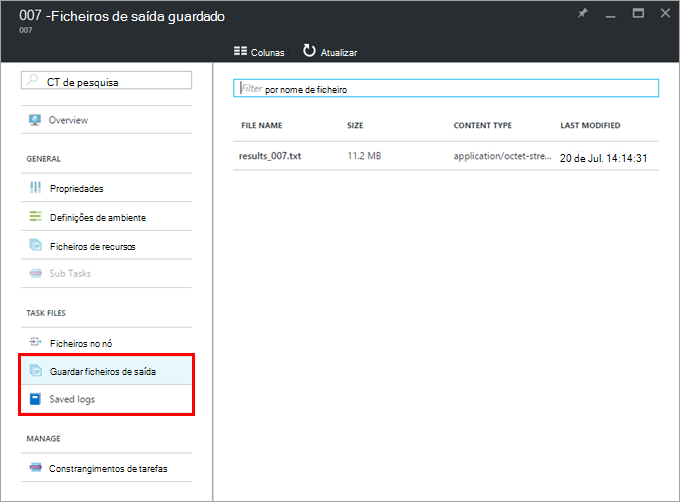 007 -Ficheiros de saída guardado
007
Colunas Atualizar
CT de pesquisa
Overview
GENERAL
Propriedades
Definições de ambiente
Ficheiros de recursos
Sub Tasks
TASK FILES
Ficheiros no nó
Guardar ficheiros de saída
Saved logs
MANAGE
Constrangimentos de tarefas
Filter por nome de ficheiro
FILE NAME SIZE CONTENT TYPE LAST MODIFIED
results_007.txt 11.2 MB application/octet-stre... 20 de Jul. 14:14:31